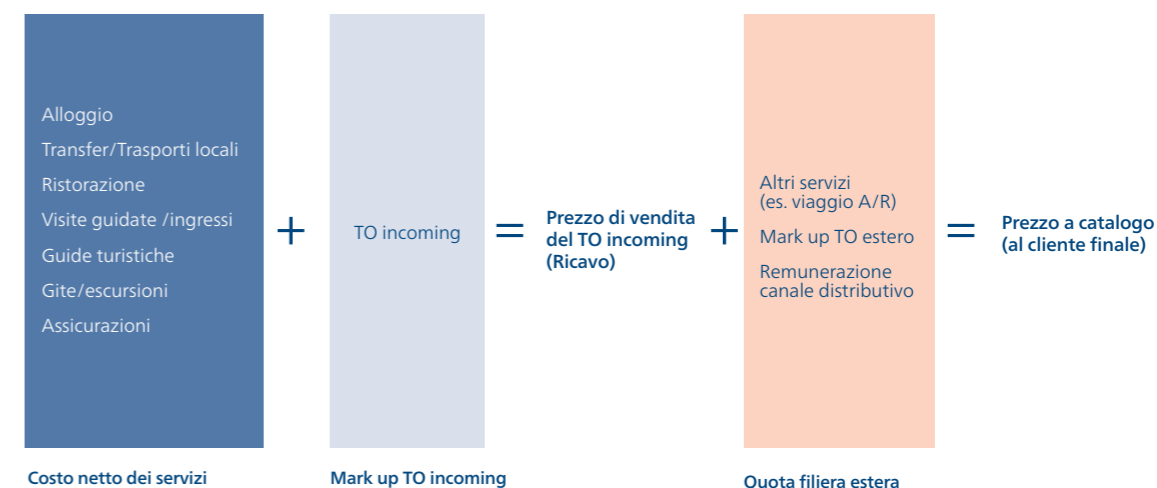 Alloggio
Transfer/Trasporti locali
Ristorazione
Visite guidate /ingressi
Guide turistiche
Gite/escursioni
Assicurazioni
+
TO incoming
=
Prezzo di vendita
del TO incoming
(Ricavo)
+
Altri servizi
(es. viaggio A/R)
Mark up TO estero
Remunerazione
canale distributivo
=
Prezzo a catalogo
(al cliente finale)
Costo netto dei servizi
Mark up TO incoming
Quota filiera estera